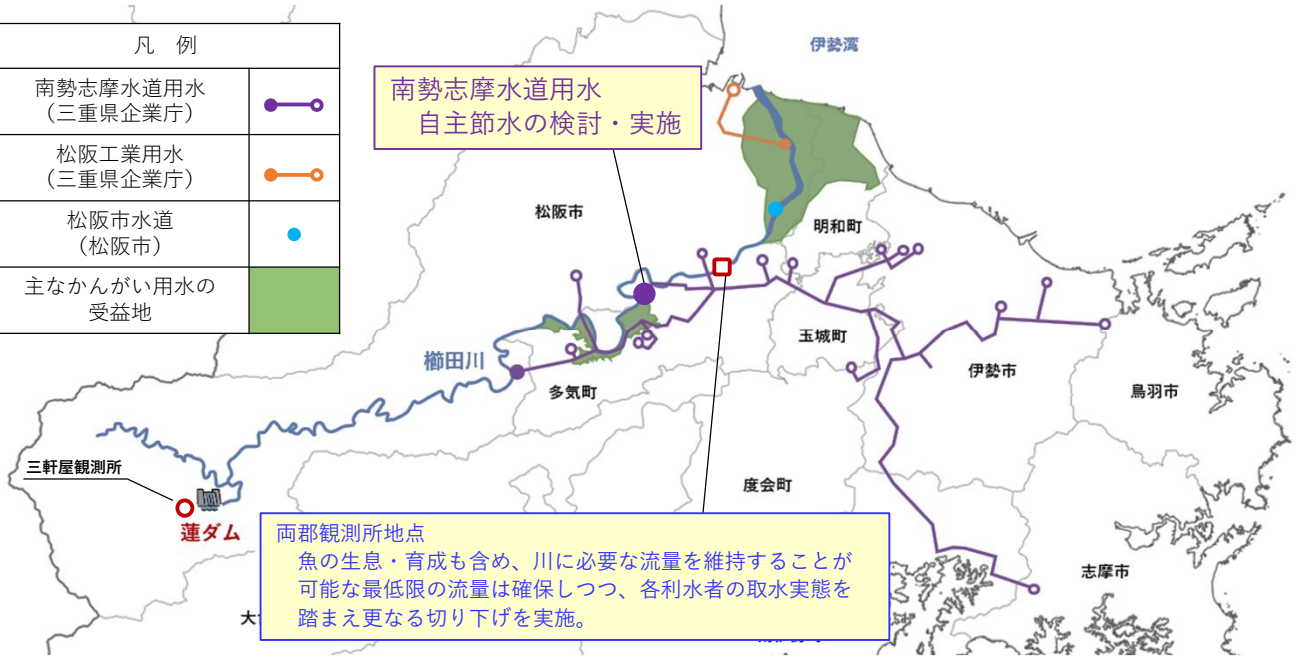 凡 例
南勢志摩水道用水
(三重県企業庁)
松阪工業用水
(三重県企業庁)
松阪市水道
(松阪市)
主なかんがい用水の
受益地
伊勢湾
南勢志摩水道用水
自主節水の検討・実施
松阪市
明和町
玉城町
櫛田川
多気町
伊勢市
鳥羽市
三軒屋観測所
蓮ダム
度会町
志摩市
両郡観測所地点
魚の生息・育成も含め、川に必要な流量を維持することが
可能な最低限の流量は確保しつつ、各利水者の取水実態を
踏まえ更なる切り下げを実施。
大